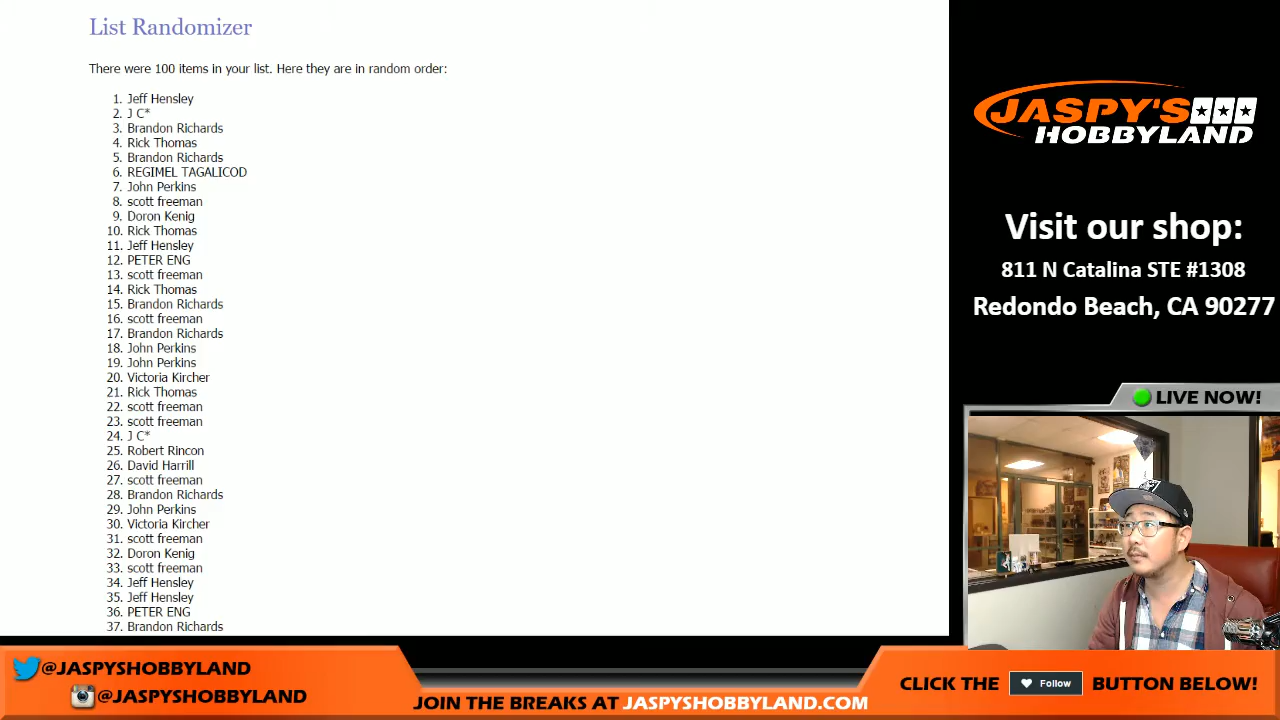 List Randomizer
There were 100 items in your list. Here they are in random order:
1. Jeff Hensley
2. J C*
3. Brandon Richards
4. Rick Thomas
5. Brandon Richards
6. REGIMEL TAGALICOD
7. John Perkins
8. scott freeman
9. Doron Kenig
10. Rick Thomas
11. Jeff Hensley
12. PETER ENG
13. scott freeman
14. Rick Thomas
15. Brandon Richards
16. scott freeman
17. Brandon Richards
18. John Perkins
19. John Perkins
20. Victoria Kircher
21. Rick Thomas
22. scott freeman
23. scott freeman
24. J C*
25. Robert Rincon
26. David Harrill
27. scott freeman
28. Brandon Richards
29. John Perkins
30. Victoria Kircher
31. scott freeman
32. Doron Kenig
33. scott freeman
34. Jeff Hensley
35. Jeff Hensley
36. PETER ENG
37. Brandon Richards
JASPY'S
HOBBYLAND
Visit our shop:
811 N Catalina STE #1308
Redondo Beach, CA 90277
LIVE NOW!
@JASPYSHOBBYLAND
@JASPYSHOBBYLAND
JOIN THE BREAKS AT JASPYSHOBBYLAND.COM
CLICK THE Follow BUTTON BELOW!